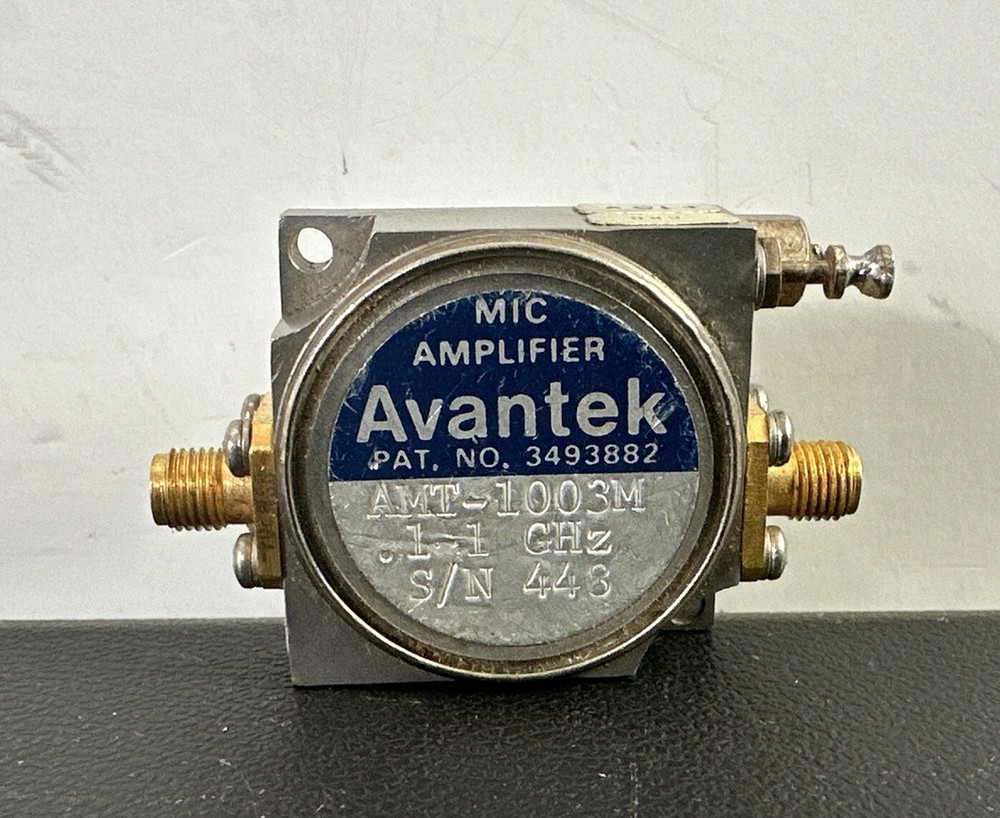 MIC
AMPLIFIER
Avantek
PAT. NO. 3493882
AMT-1003M
.1-1 GHz
S/N 443